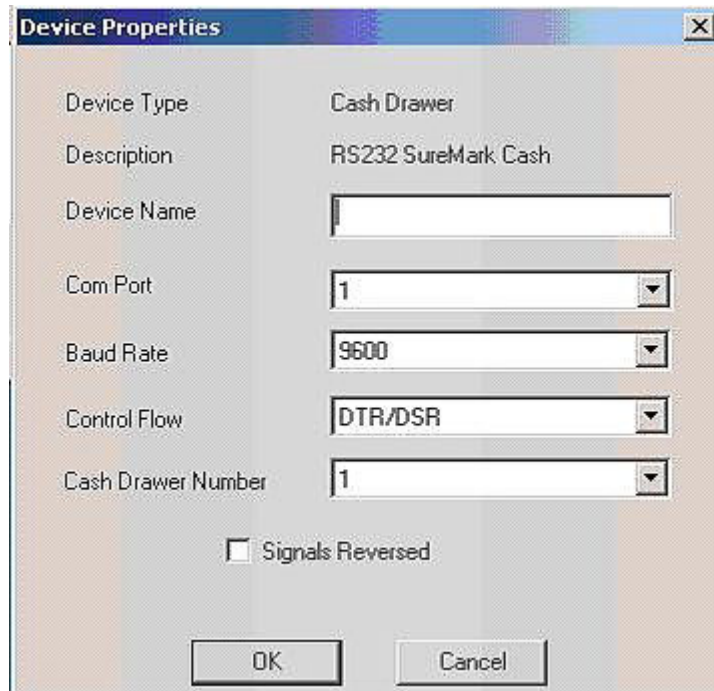 Device Properties
Device Type Cash Drawer
Description RS232 SureMark Cash
Device Name
Com Port 1
Baud Rate 9600
Control Flow DTR/DSR
Cash Drawer Number 1
Signals Reversed
OK Cancel